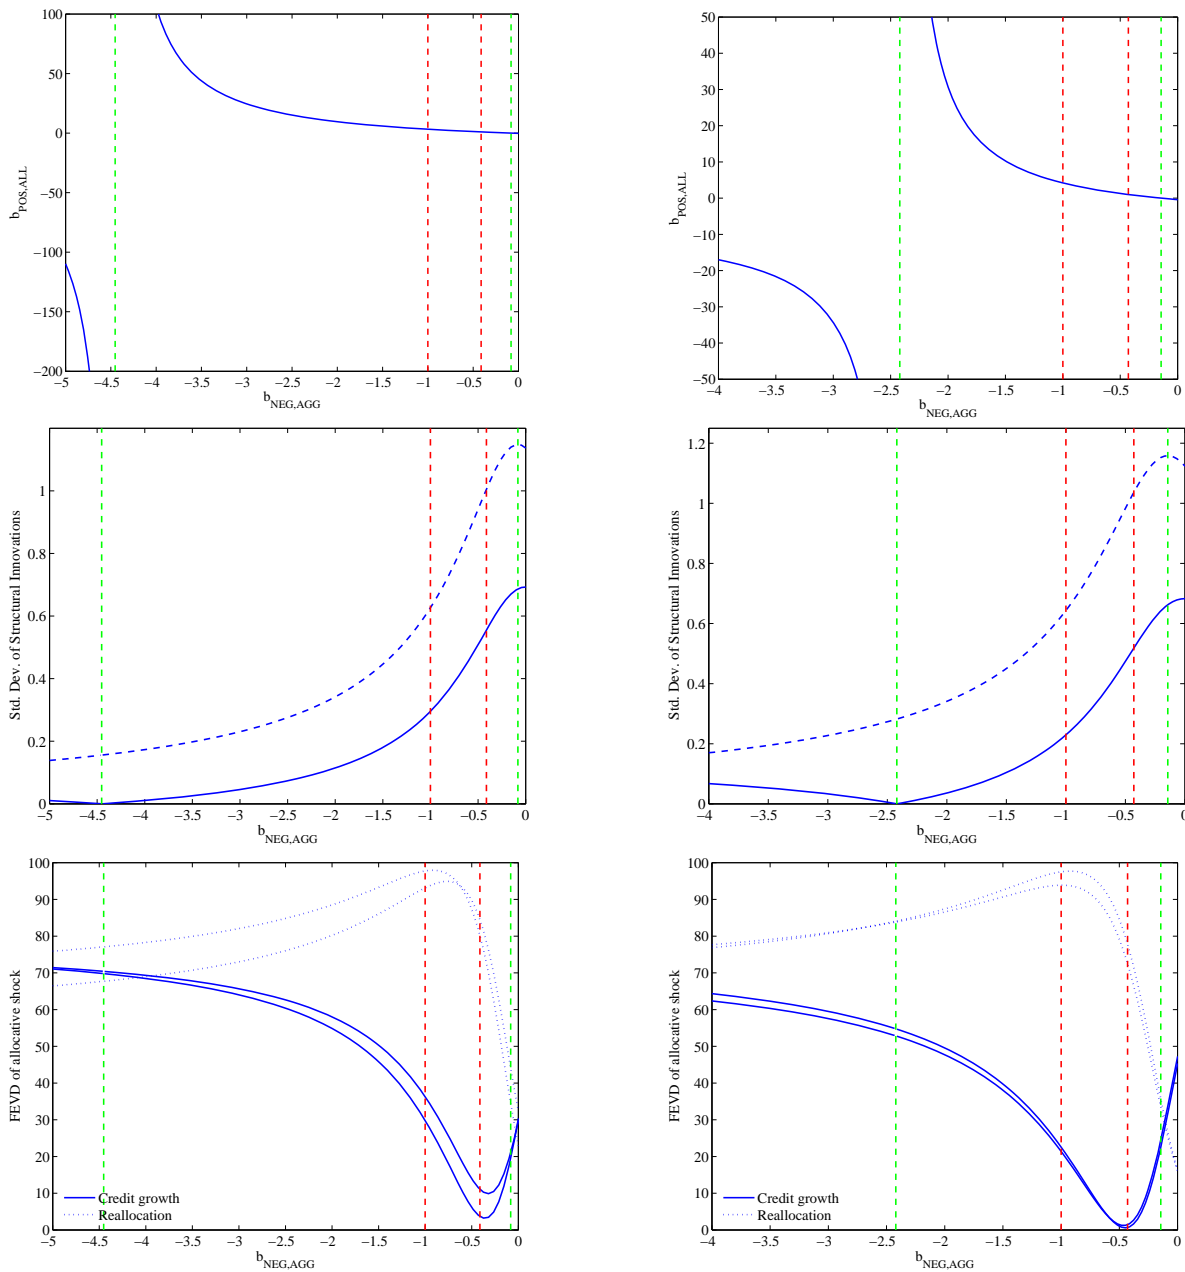 100
50
0
−50
−100
−150
−200
b_POS,ALL
−5 −4.5 −4 −3.5 −3 −2.5 −2 −1.5 −1 −0.5 0
b_NEG,AGG
50
40
30
20
10
0
−10
−20
−30
−40
−50
b_POS,ALL
−4 −3 −2 −1.5 −1 −0.5 0
b_NEG,AGG
1
0.8
0.6
0.4
0.2
0
Std. Dev. of Structural Innovations
−5 −4.5 −4 −3.5 −3 −2.5 −2 −1.5 −1 −0.5 0
b_NEG,AGG
1.2
1
0.8
0.6
0.4
0.2
0
Std. Dev. of Structural Innovations
−4 −3.5 −3 −2.5 −2 −1.5 −1 −0.5 0
b_NEG,AGG
100
90
80
70
60
50
40
30
20
10
0
FEVD of allocative shock
Credit growth
Reallocation
−5 −4.5 −4 −3.5 −3 −2.5 −2 −1.5 −1 −0.5 0
b_NEG,AGG
100
90
80
70
60
50
40
30
20
10
0
FEVD of allocative shock
Credit growth
Reallocation
−4 −3.5 −3 −2.5 −2 −1.5 −1 −0.5 0
b_NEG,AGG